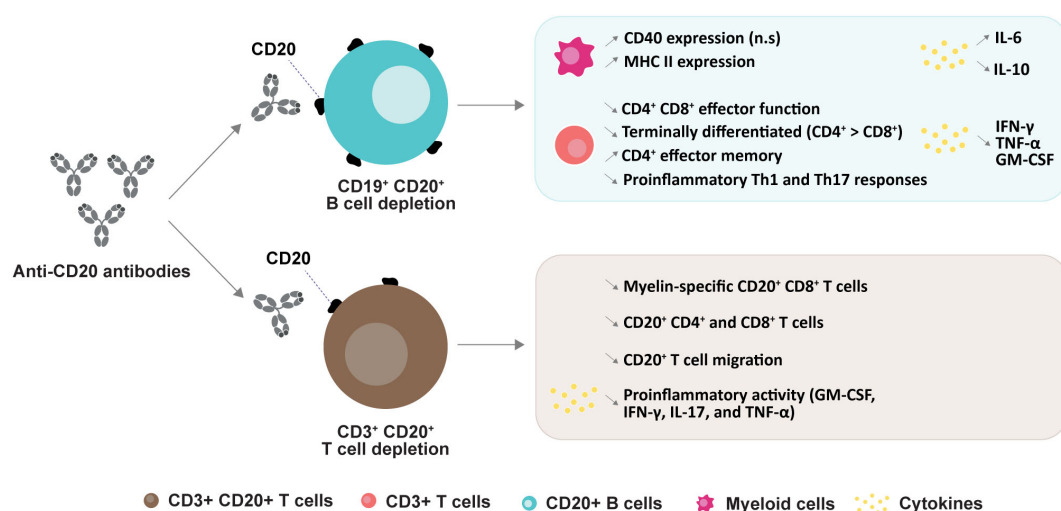 CD20
CD40 expression (n.s)
MHC II expression
IL-6
IL-10
CD4⁺ CD8⁺ effector function
Terminally differentiated (CD4⁺ > CD8⁺)
CD4⁺ effector memory
Proinflammatory Th1 and Th17 responses
IFN-γ
TNF-α
GM-CSF
CD19⁺ CD20⁺
B cell depletion
Anti-CD20 antibodies
CD20
Myelin-specific CD20⁺ CD8⁺ T cells
CD20⁺ CD4⁺ and CD8⁺ T cells
CD20⁺ T cell migration
Proinflammatory activity (GM-CSF,
IFN-γ, IL-17, and TNF-α)
CD3⁺ CD20⁺
T cell depletion
CD3+ CD20+ T cells
CD3+ T cells
CD20+ B cells
Myeloid cells
Cytokines